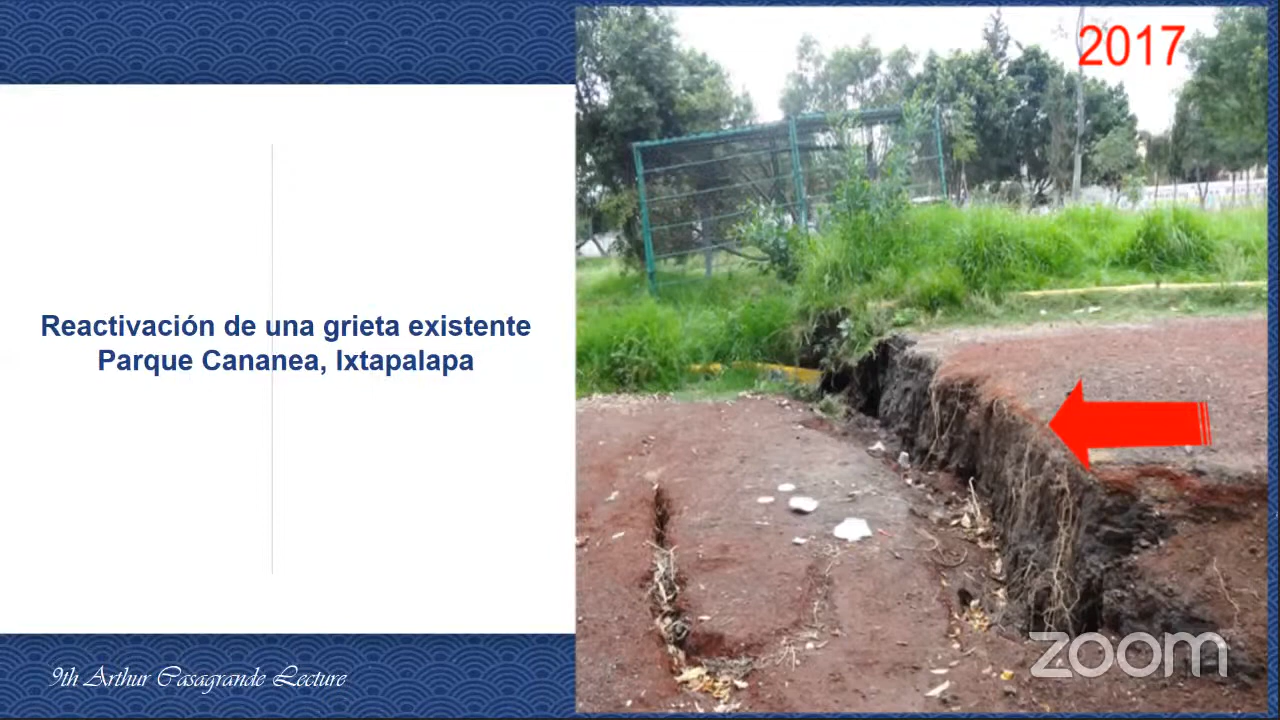 2017
Reactivación de una grieta existente
Parque Cananea, Ixtapalapa
9th Arthur Casagrande Lecture
zoom